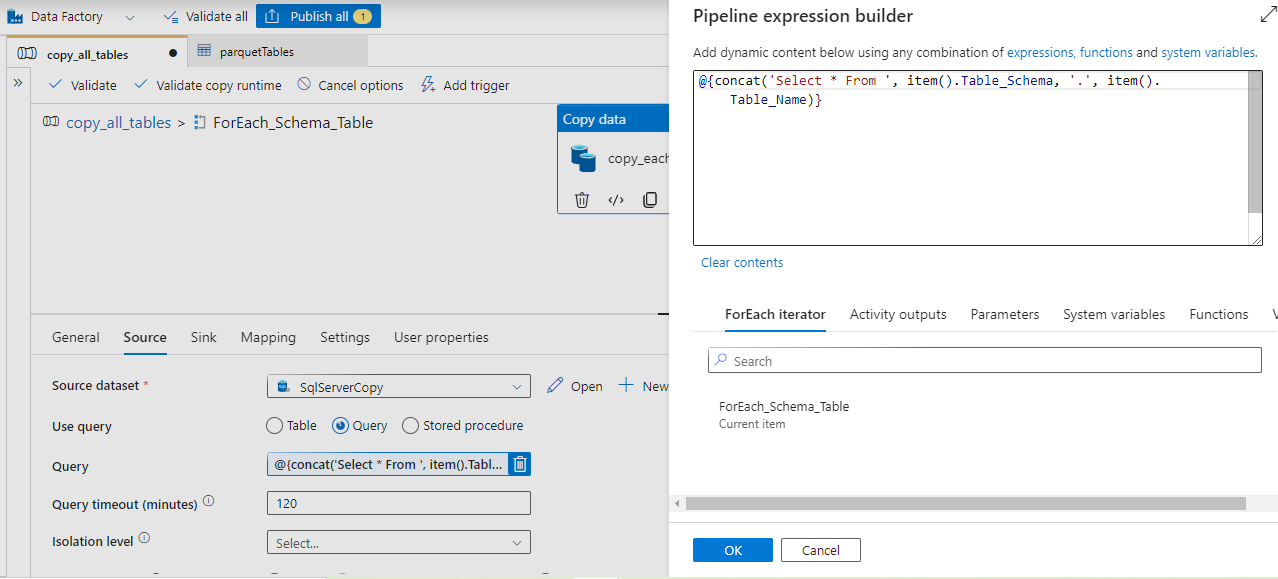 Data Factory
Validate all
Publish all 1
copy_all_tables
parquetTables
Validate
Validate copy runtime
Cancel options
Add trigger
copy_all_tables > ForEach_Schema_Table
Copy data
copy_each
General
Source
Sink
Mapping
Settings
User properties
Source dataset *
SqlServerCopy
Open
New
Use query
Table
Query
Stored procedure
Query
@{concat('Select * From ', item().Tabl...
Query timeout (minutes)
120
Isolation level
Select...
Pipeline expression builder
Add dynamic content below using any combination of expressions, functions and system variables.
@{concat('Select * From ', item().Table_Schema, '.', item().
Table_Name)}
Clear contents
ForEach iterator
Activity outputs
Parameters
System variables
Functions
Search
ForEach_Schema_Table
Current item
OK
Cancel